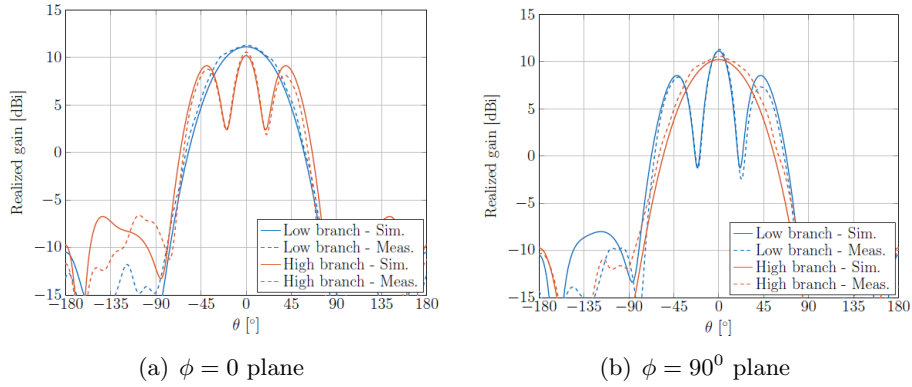 15
10
5
0
−5
−10
15
Realized gain [dBi]
Low branch - Sim.
Low branch - Meas.
High branch - Sim.
High branch - Meas.
−180 −135 −90 −45 0 45 90 135 180
θ [°]
(a) ϕ = 0 plane
15
10
5
0
−5
−10
15
Realized gain [dBi]
Low branch - Sim.
Low branch - Meas.
High branch - Sim.
High branch - Meas.
−180 −135 −90 −45 0 45 90 135 180
θ [°]
(b) ϕ = 90⁰ plane